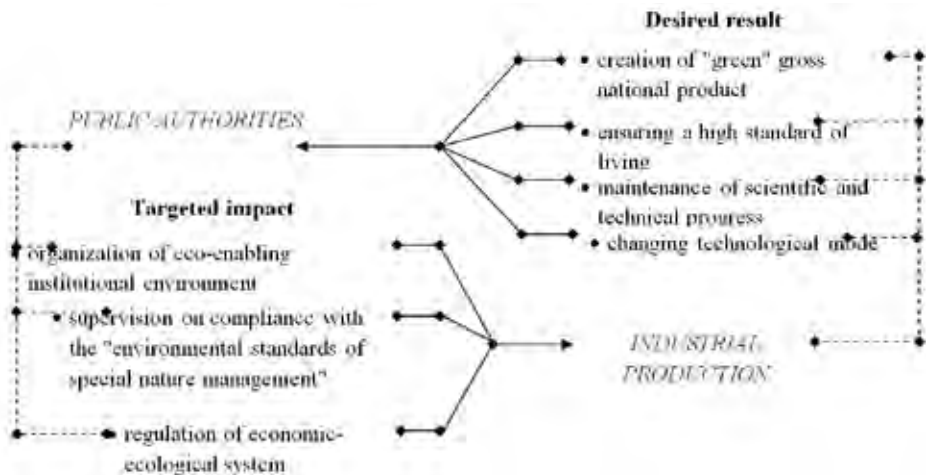 Desired result
• creation of "green" gross
national product
PUBLIC AUTHORITIES
• ensuring a high standard of
living
• maintenance of scientific and
technical progress
• changing technological mode
Targeted impact
organization of eco-enabling
institutional environment
• supervision on compliance with
the "environmental standards of
special nature management"
INDUSTRIAL
PRODUCTION
regulation of economic-
ecological system